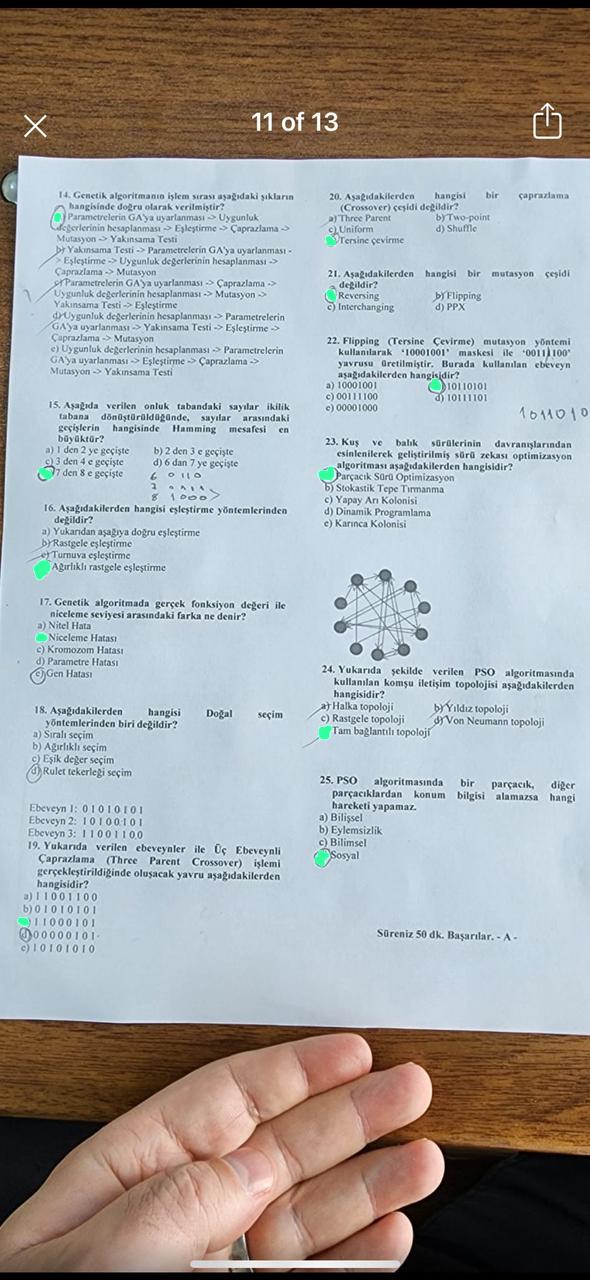 11 of 13
14. Genetik algoritmanın işlem sırası aşağıdaki şıkların
hangisinde doğru olarak verilmiştir?
Parametrelerin GA'ya uyarlanması -> Uygunluk
değerlerinin hesaplanması -> Eşleştirme -> Çaprazlama ->
Mutasyon -> Yakınsama Testi
b) Yakınsama Testi -> Parametrelerin GA'ya uyarlanması -
> Eşleştirme -> Uygunluk değerlerinin hesaplanması ->
Çaprazlama -> Mutasyon
c) Parametrelerin GA'ya uyarlanması -> Çaprazlama ->
Uygunluk değerlerinin hesaplanması -> Mutasyon ->
Yakınsama Testi -> Eşleştirme
d) Uygunluk değerlerinin hesaplanması -> Parametrelerin
GA'ya uyarlanması -> Yakınsama Testi -> Eşleştirme ->
Çaprazlama -> Mutasyon
e) Uygunluk değerlerinin hesaplanması -> Parametrelerin
GA'ya uyarlanması -> Eşleştirme -> Çaprazlama ->
Mutasyon -> Yakınsama Testi
15. Aşağıda verilen onluk tabandaki sayılar ikilik
tabana dönüştürüldüğünde, sayılar arasındaki
geçişlerin hangisinde Hamming mesafesi en
büyüktür?
a) 1 den 2 ye geçişte b) 2 den 3 e geçişte
c) 3 den 4 e geçişte d) 6 dan 7 ye geçişte
7 den 8 e geçişte
6 0110
8 1000 >
16. Aşağıdakilerden hangisi eşleştirme yöntemlerinden
değildir?
a) Yukarıdan aşağıya doğru eşleştirme
b) Rastgele eşleştirme
c) Turnuva eşleştirme
Ağırlıklı rastgele eşleştirme
17. Genetik algoritmada gerçek fonksiyon değeri ile
niceleme seviyesi arasındaki farka ne denir?
a) Nitel Hata
Niceleme Hatası
c) Kromozom Hatası
d) Parametre Hatası
e) Gen Hatası
18. Aşağıdakilerden hangisi Doğal seçim
yöntemlerinden biri değildir?
a) Sıralı seçim
b) Ağırlıklı seçim
c) Eşik değer seçim
d) Rulet tekerleği seçim
Ebeveyn 1: 0 1 0 1 0 1 0 1
Ebeveyn 2: 1 0 1 0 0 1 0 1
Ebeveyn 3: 1 1 0 0 1 1 0 0
19. Yukarıda verilen ebeveynler ile Üç Ebeveynli
Çaprazlama (Three Parent Crossover) işlemi
gerçekleştirildiğinde oluşacak yavru aşağıdakilerden
hangisidir?
a) 1 1 0 0 1 1 0 0
b) 0 1 0 1 0 1 0 1
1 1 0 0 0 1 0 1
d) 0 0 0 0 0 1 0 1
e) 1 0 1 0 1 0 1 0
20. Aşağıdakilerden hangisi bir çaprazlama
(Crossover) çeşidi değildir?
a) Three Parent b) Two-point
c) Uniform d) Shuffle
Tersine çevirme
21. Aşağıdakilerden hangisi bir mutasyon çeşidi
değildir?
Reversing b) Flipping
c) Interchanging d) PPX
22. Flipping (Tersine Çevirme) mutasyon yöntemi
kullanılarak '10001001' maskesi ile '00111100'
yavrusu üretilmiştir. Burada kullanılan ebeveyn
aşağıdakilerden hangisidir?
a) 10001001 10110101
c) 00111100 d) 10111101
e) 00001000
1011010
23. Kuş ve balık sürülerinin davranışlarından
esinlenilerek geliştirilmiş sürü zekası optimizasyon
algoritması aşağıdakilerden hangisidir?
Parçacık Sürü Optimizasyon
b) Stokastik Tepe Tırmanma
c) Yapay Arı Kolonisi
d) Dinamik Programlama
e) Karınca Kolonisi
24. Yukarıda şekilde verilen PSO algoritmasında
kullanılan komşu iletişim topolojisi aşağıdakilerden
hangisidir?
a) Halka topoloji b) Yıldız topoloji
c) Rastgele topoloji d) Von Neumann topoloji
Tam bağlantılı topoloji
25. PSO algoritmasında bir parçacık, diğer
parçacıklardan konum bilgisi alamazsa hangi
hareketi yapamaz.
a) Bilişsel
b) Eylemsizlik
c) Bilimsel
Sosyal
Süreniz 50 dk. Başarılar. - A -